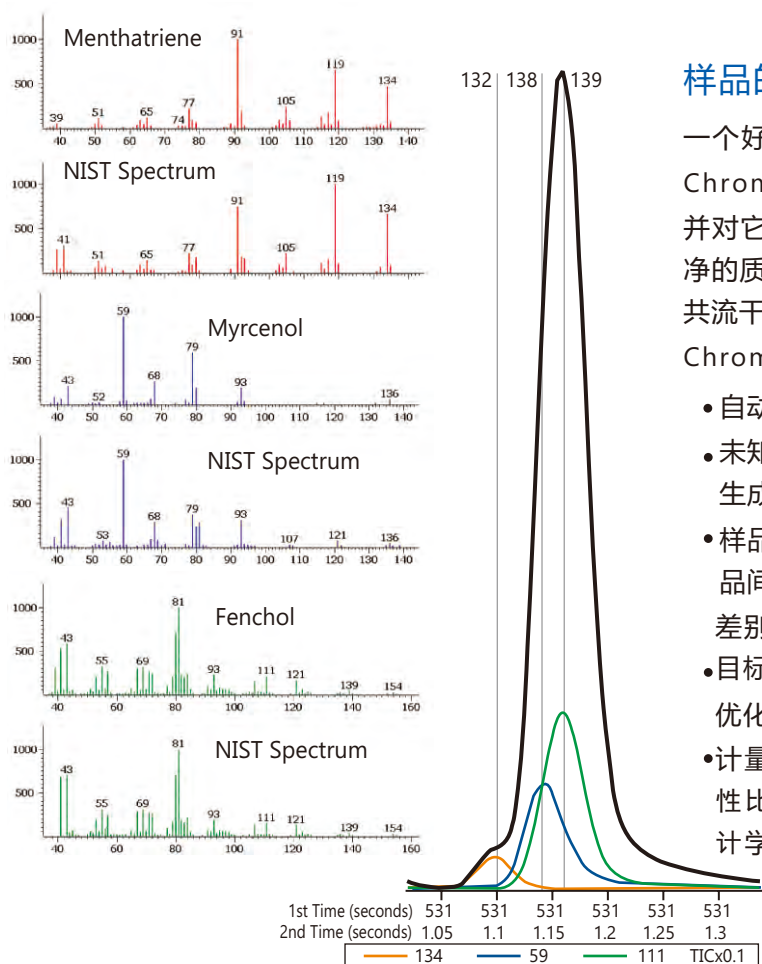 Menthatriene
1000
500
39 51 65 74 77 91 105 119 134
40 50 60 70 80 90 100 110 120 130 140
NIST Spectrum
1000
500
41 51 65 77 91 105 119 134
40 50 60 70 80 90 100 110 120 130 140
Myrcenol
1000
500
43 52 59 68 79 93 136
40 50 60 70 80 90 100 110 120 130 140
NIST Spectrum
1000
500
43 53 59 68 79 93 107 121 136
40 50 60 70 80 90 100 110 120 130 140
Fenchol
1000
500
43 55 69 81 93 111 121 139 154
40 60 80 100 120 140 160
NIST Spectrum
1000
500
43 55 69 81 93 111 121 139 154
40 60 80 100 120 140 160
132 138 139
1st Time (seconds) 531 531 531 531 531 531
2nd Time (seconds) 1.05 1.1 1.15 1.2 1.25 1.3
134 59 111 TICx0.1
样品的
一个好
Chrom
并对它
净的质
共流干
Chrom
•自动
•未知
生成
•样品
品间
差别
•目标
优化
•计量
性比
计学